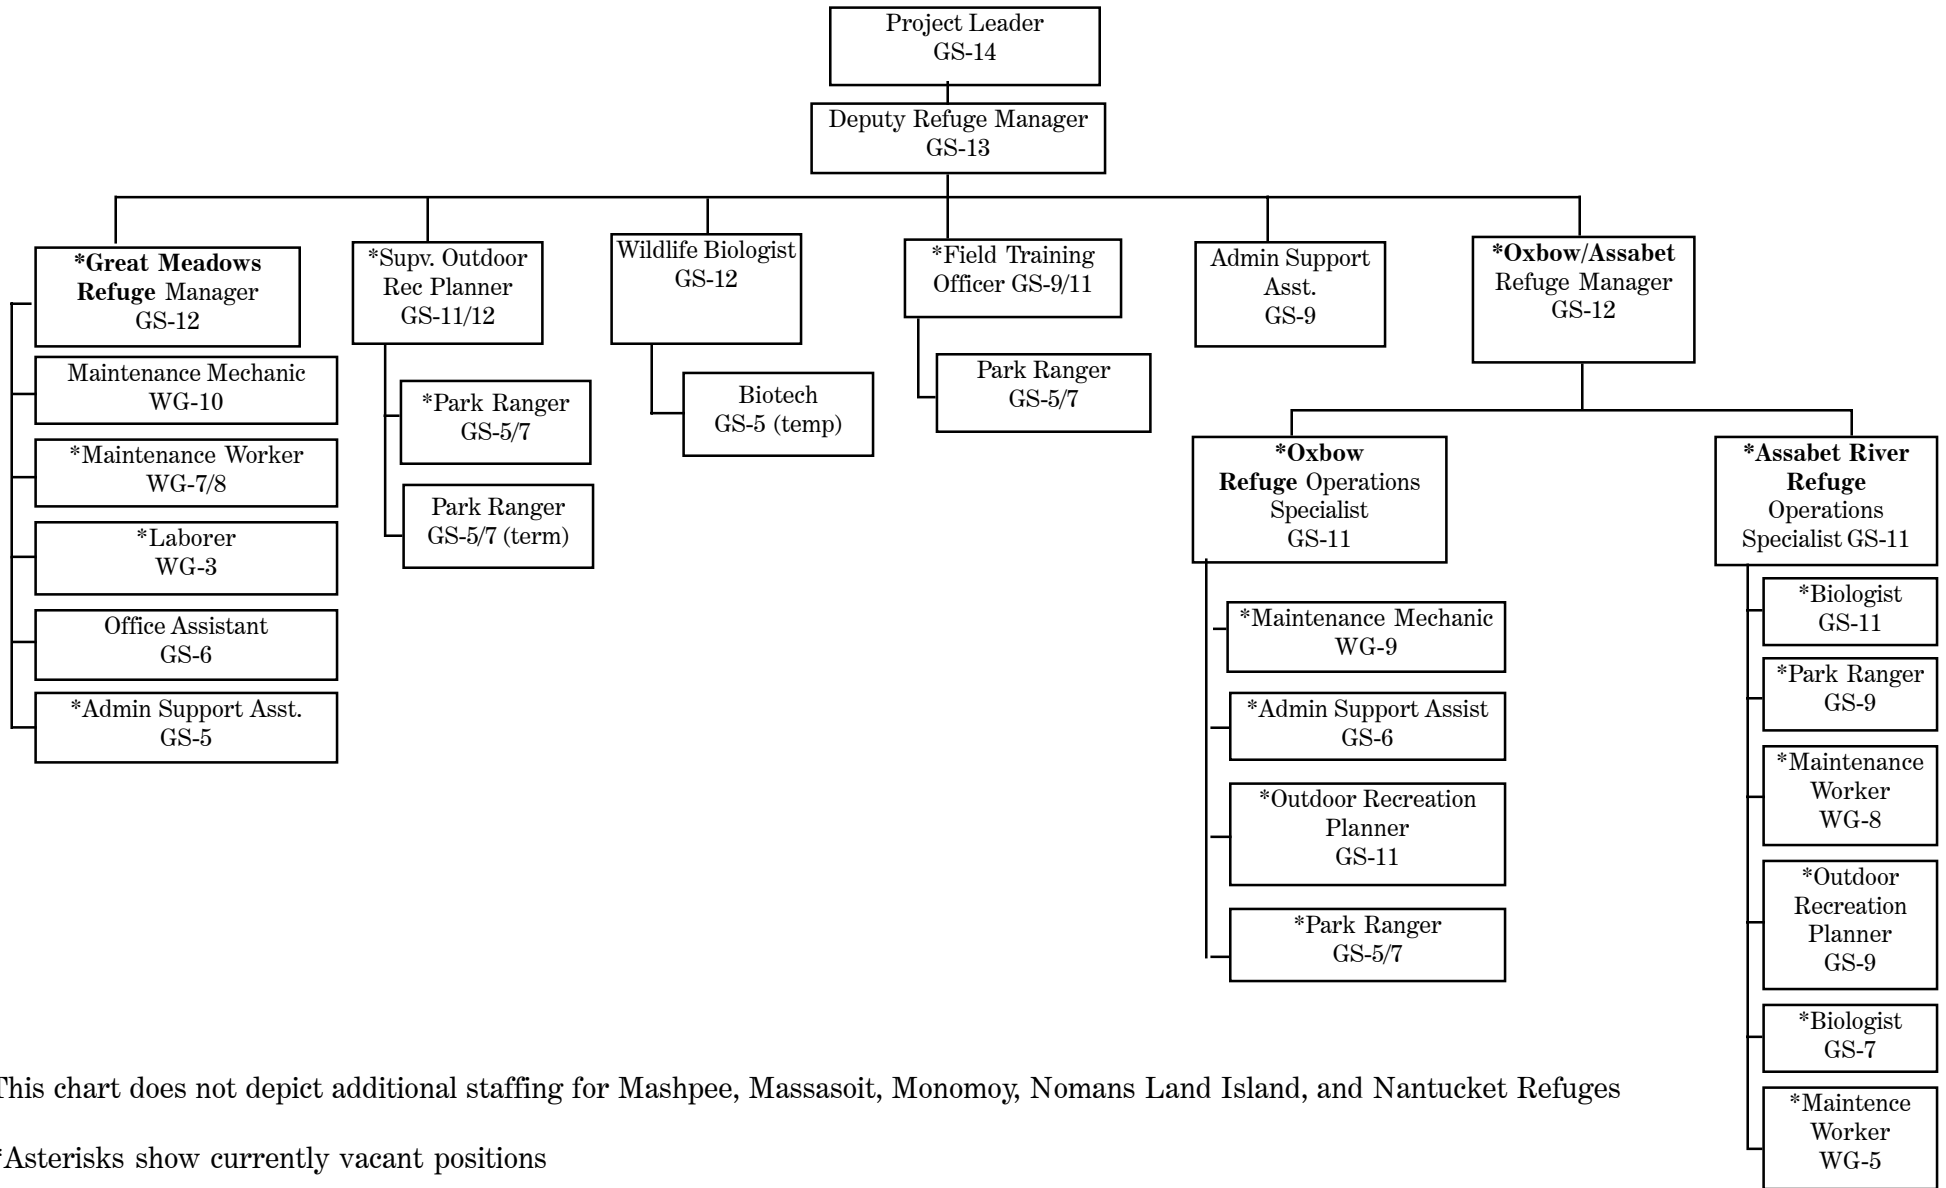 Project Leader
GS-14
Deputy Refuge Manager
GS-13
*Great Meadows
Refuge Manager
GS-12
Maintenance Mechanic
WG-10
*Maintenance Worker
WG-7/8
*Laborer
WG-3
Office Assistant
GS-6
*Admin Support Asst.
GS-5
*Supv. Outdoor
Rec Planner
GS-11/12
*Park Ranger
GS-5/7
Park Ranger
GS-5/7 (term)
Wildlife Biologist
GS-12
Biotech
GS-5 (temp)
*Field Training
Officer GS-9/11
Park Ranger
GS-5/7
Admin Support
Asst.
GS-9
*Oxbow/Assabet
Refuge Manager
GS-12
*Oxbow
Refuge Operations
Specialist
GS-11
*Maintenance Mechanic
WG-9
*Admin Support Assist
GS-6
*Outdoor Recreation
Planner
GS-11
*Park Ranger
GS-5/7
*Assabet River
Refuge
Operations
Specialist GS-11
*Biologist
GS-11
*Park Ranger
GS-9
*Maintenance
Worker
WG-8
*Outdoor
Recreation
Planner
GS-9
*Biologist
GS-7
*Maintence
Worker
WG-5
This chart does not depict additional staffing for Mashpee, Massasoit, Monomoy, Nomans Land Island, and Nantucket Refuges
*Asterisks show currently vacant positions